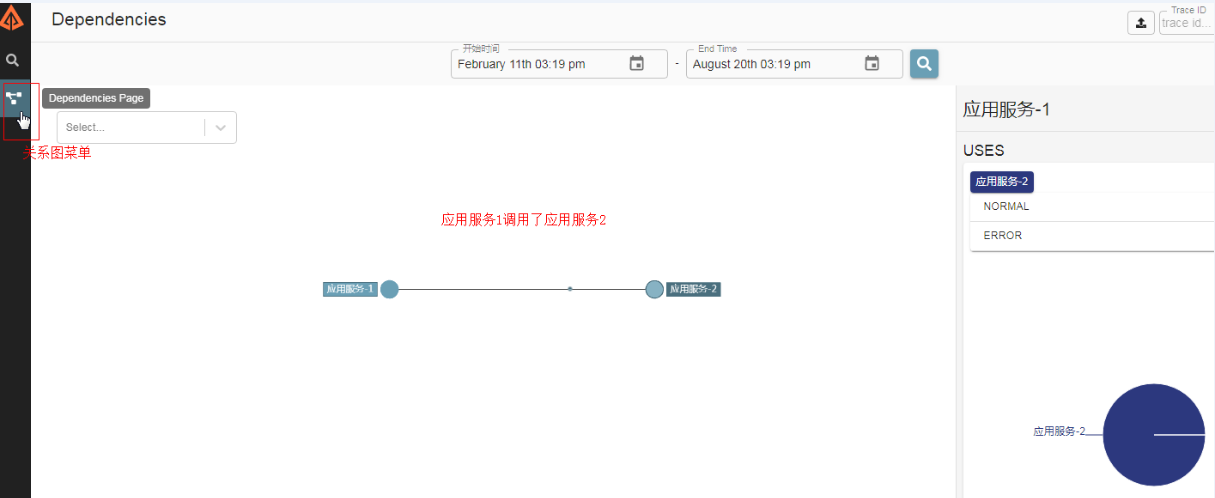 Dependencies
Trace ID
trace id...
开始时间
February 11th 03:19 pm
-
End Time
August 20th 03:19 pm
Dependencies Page
Select...
关系图菜单
应用服务1调用了应用服务2
应用服务-1
应用服务-2
应用服务-1
USES
应用服务-2
NORMAL
ERROR
应用服务-2